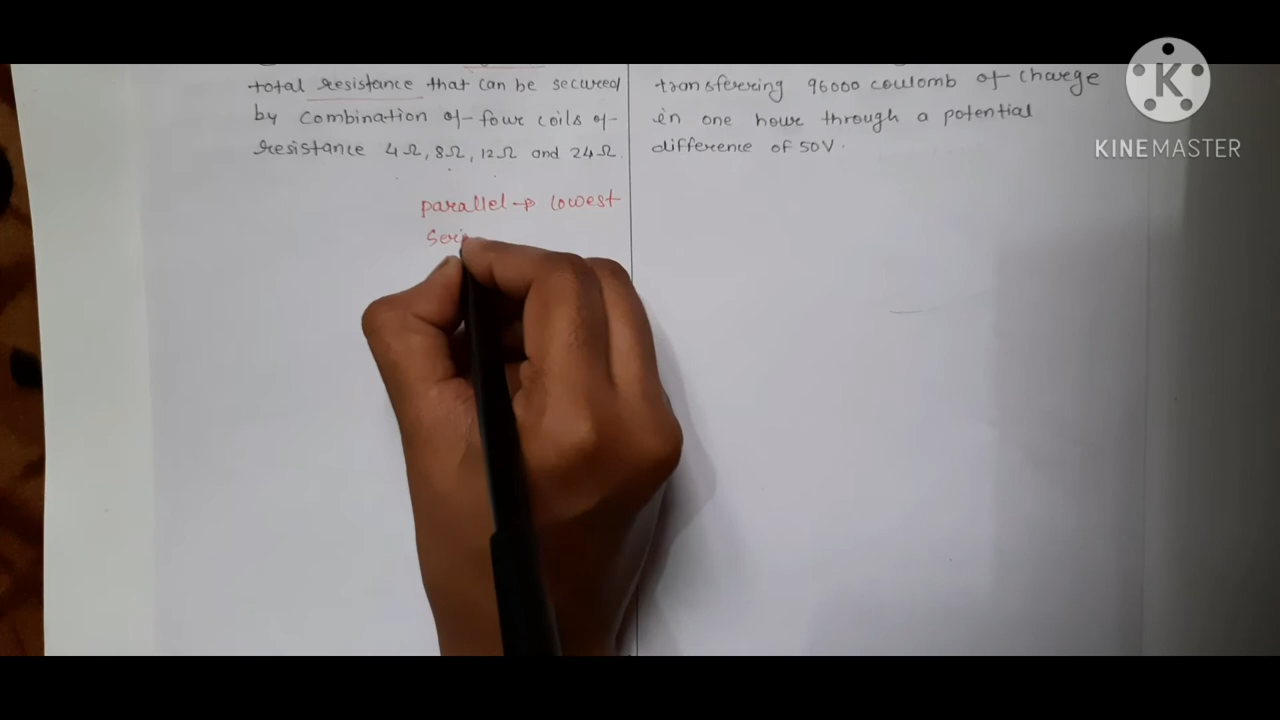 total resistance that can be secured
by combination of four coils of
resistance 4Ω, 8Ω, 12Ω and 24Ω.
parallel → lowest
Seri
transferring 96000 coulomb of charge
in one hour through a potential
difference of 50V.
K
KINEMASTER